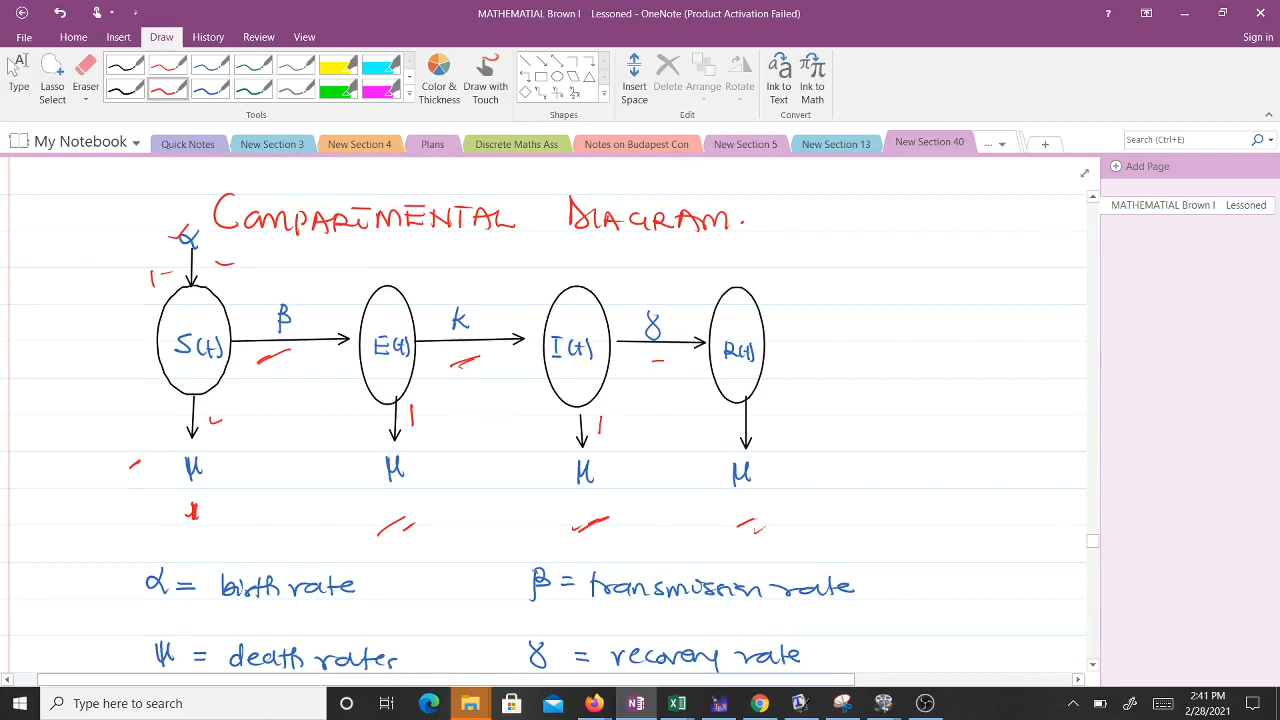 MATHEMATIAL Brown I    Lessoned - OneNote (Product Activation Failed)
File Home Insert Draw History Review View Sign in
Type Lasso Select Eraser Color & Thickness Draw with Touch Insert Space Delete Arrange Rotate Ink to Text Ink to Math
Tools Shapes Edit Convert
My Notebook Quick Notes New Section 3 New Section 4 Plans Discrete Maths Ass Notes on Budapest Con New Section 5 New Section 13 New Section 40 ... Search (Ctrl+E)
Add Page
MATHEMATIAL Brown I    Lessoned
COMPARTMENTAL DIAGRAM.
α
β k γ
S(t) E(t) I(t) R(t)
μ μ μ μ
α = birth rate β = transmussion rate
μ = death rates γ = recovery rate
Type here to search
2:41 PM
2/28/2021